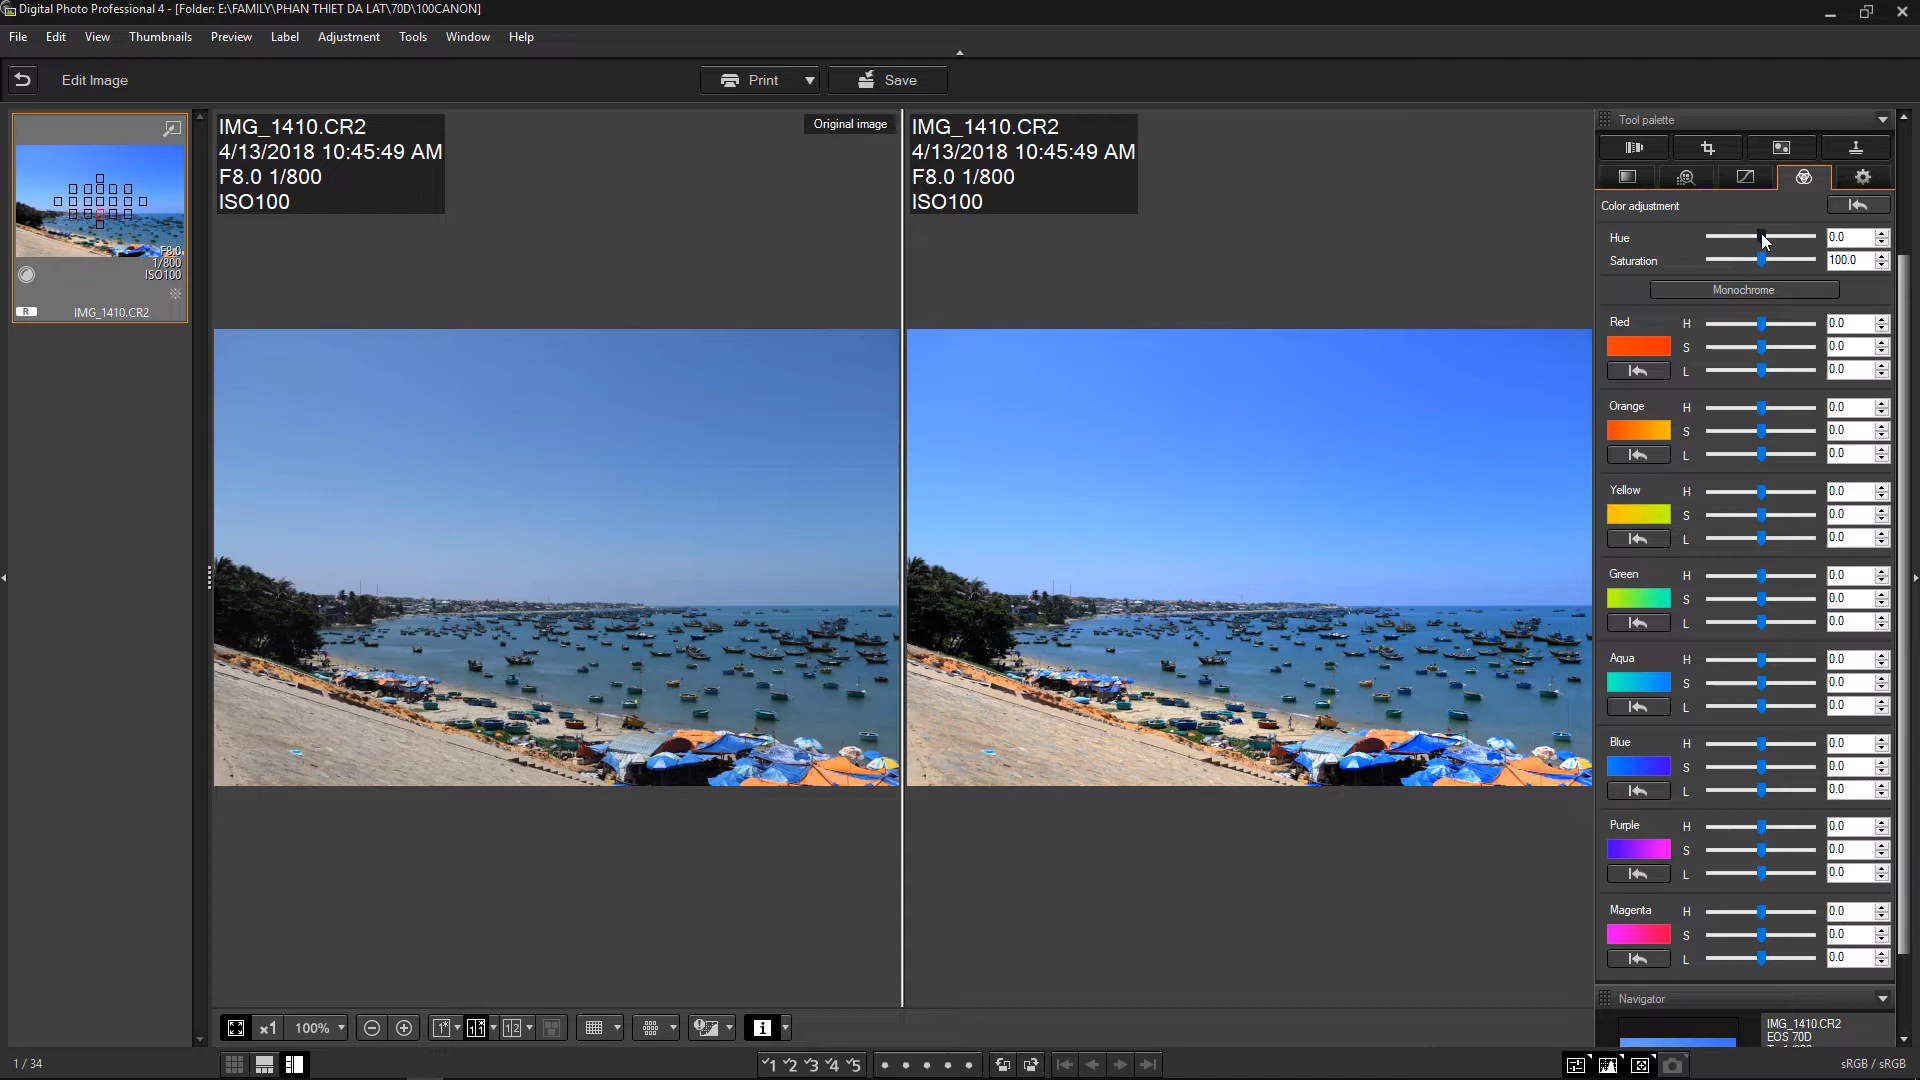 Digital Photo Professional 4 - [Folder: E:\FAMILY\PHAN THIET DA LAT\70D\100CANON]
File Edit View Thumbnails Preview Label Adjustment Tools Window Help
Edit Image
Print
Save
F8.0
1/800
ISO100
R
IMG_1410.CR2
IMG_1410.CR2
4/13/2018 10:45:49 AM
F8.0 1/800
ISO100
Original image
IMG_1410.CR2
4/13/2018 10:45:49 AM
F8.0 1/800
ISO100
Tool palette
Color adjustment
Hue 0.0
Saturation 100.0
Monochrome
Red H 0.0
S 0.0
L 0.0
Orange H 0.0
S 0.0
L 0.0
Yellow H 0.0
S 0.0
L 0.0
Green H 0.0
S 0.0
L 0.0
Aqua H 0.0
S 0.0
L 0.0
Blue H 0.0
S 0.0
L 0.0
Purple H 0.0
S 0.0
L 0.0
Magenta H 0.0
S 0.0
L 0.0
Navigator
IMG_1410.CR2
EOS 70D
x1 100%
1 / 34
1 2 3 4 5
sRGB / sRGB